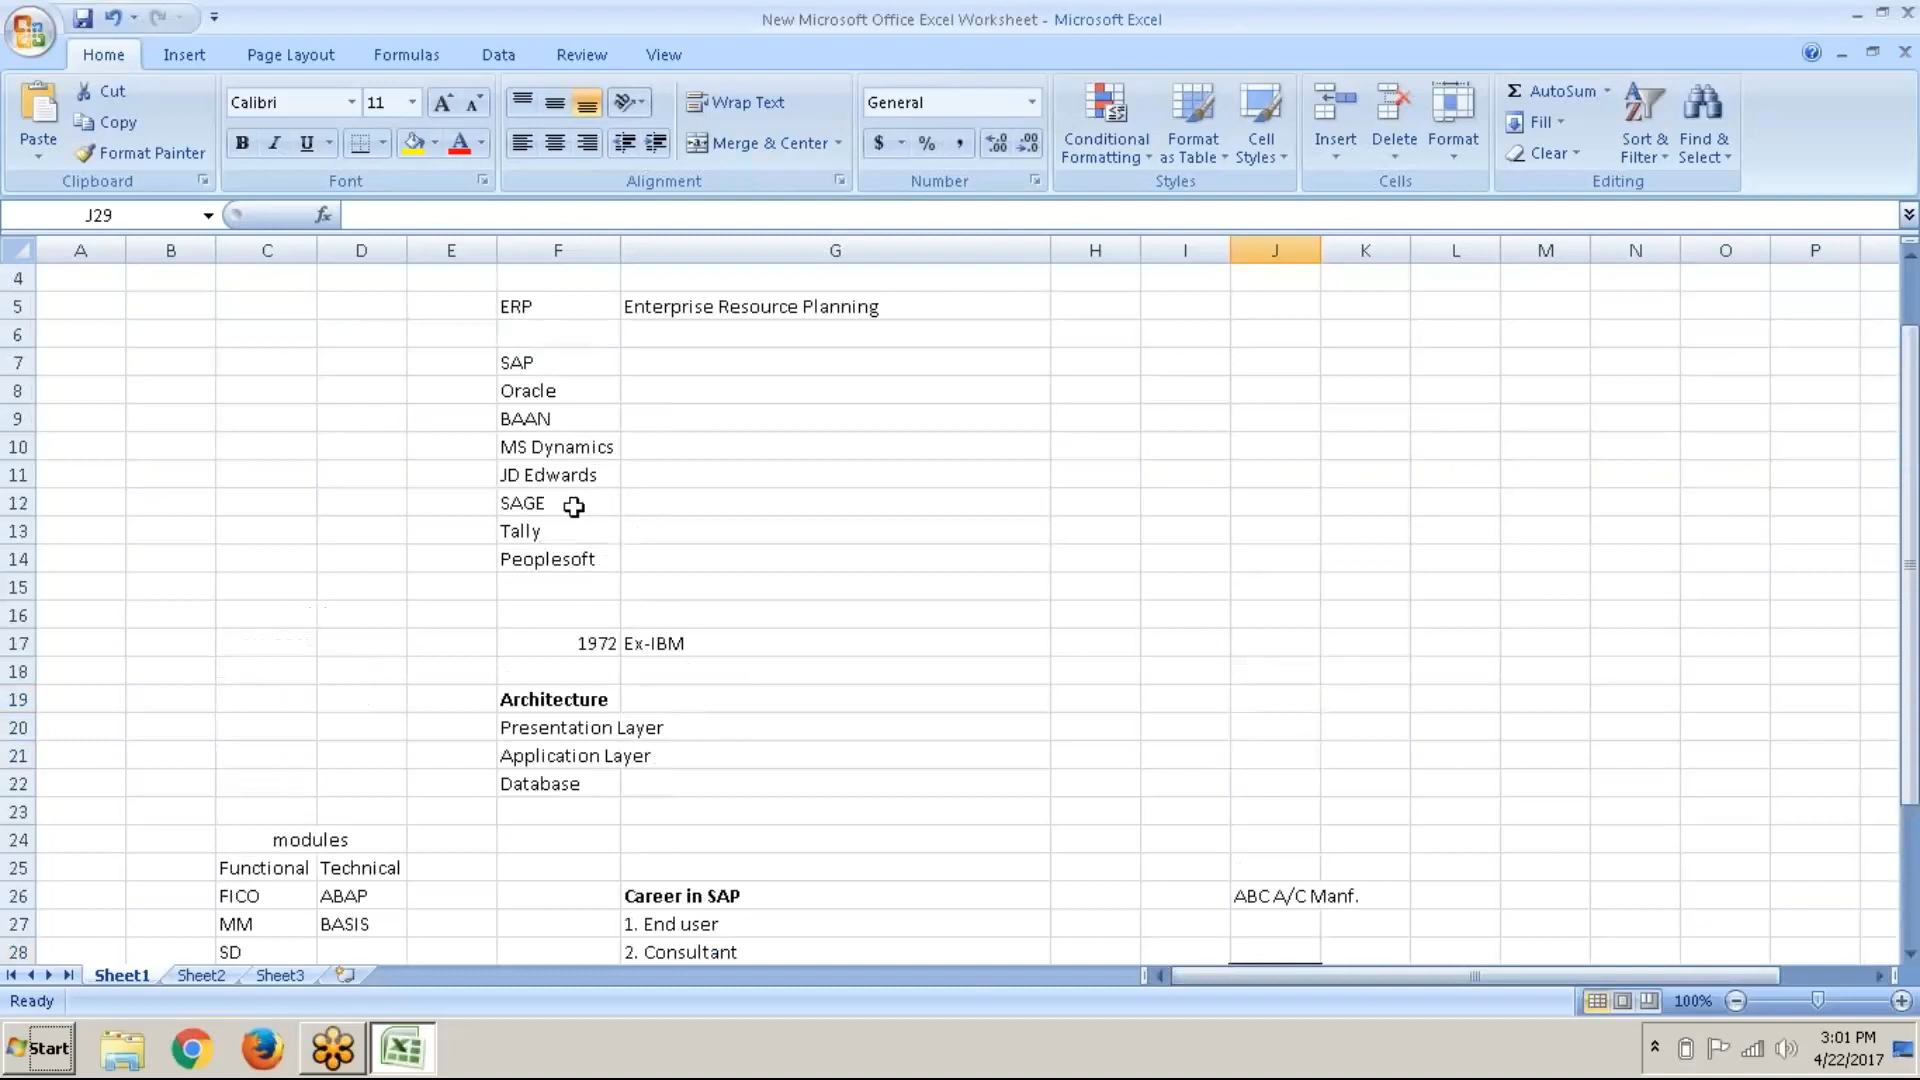 New Microsoft Office Excel Worksheet - Microsoft Excel
Home Insert Page Layout Formulas Data Review View
Paste
Cut
Copy
Format Painter
Clipboard
Calibri 11
B I U
Font
Wrap Text
Merge & Center
Alignment
General
$ % ,
Number
Conditional Formatting
Format as Table
Cell Styles
Styles
Insert Delete Format
Cells
AutoSum
Fill
Clear
Sort & Filter
Find & Select
Editing
J29 fx
A B C D E F G H I J K L M N O P
4
5 ERP Enterprise Resource Planning
6
7 SAP
8 Oracle
9 BAAN
10 MS Dynamics
11 JD Edwards
12 SAGE
13 Tally
14 Peoplesoft
15
16
17 1972 Ex-IBM
18
19 Architecture
20 Presentation Layer
21 Application Layer
22 Database
23
24 modules
25 Functional Technical
26 FICO ABAP Career in SAP ABC A/C Manf.
27 MM BASIS 1. End user
28 SD 2. Consultant
Sheet1 Sheet2 Sheet3
Ready 100%
Start 3:01 PM
4/22/2017